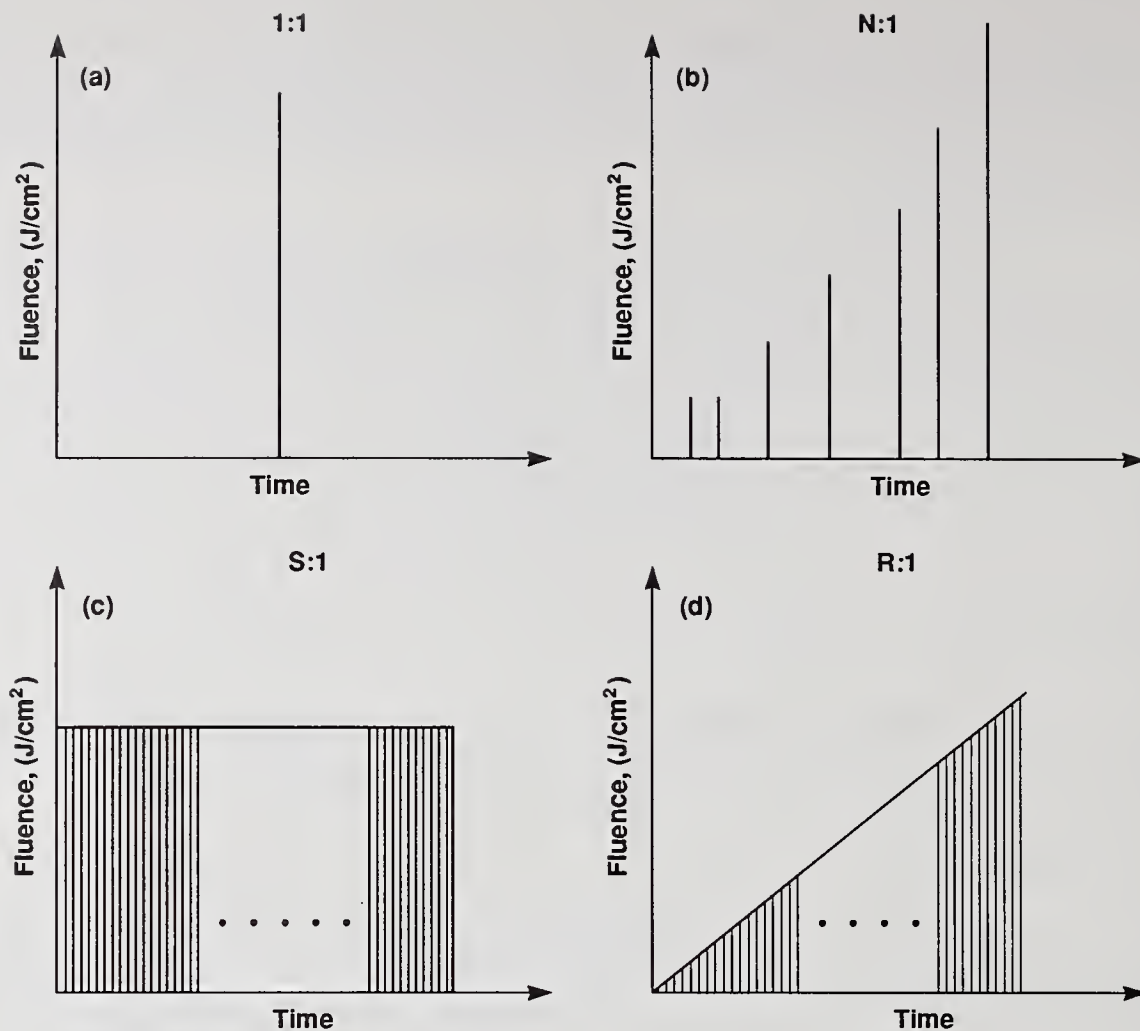 1:1
(a)
Fluence, (J/cm²)
Time
N:1
(b)
Fluence, (J/cm²)
Time
S:1
(c)
Fluence, (J/cm²)
Time
R:1
(d)
Fluence, (J/cm²)
Time